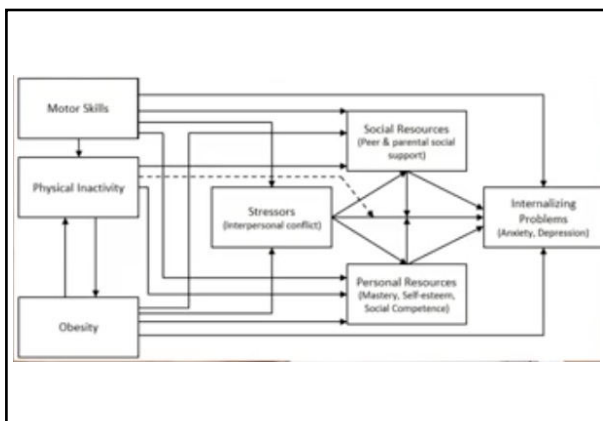 Motor Skills
Social Resources
(Peer & parental social
support)
Physical Inactivity
Stressors
(Interpersonal conflict)
Internalizing
Problems
(Anxiety, Depression)
Personal Resources
(Mastery, Self-esteem,
Social Competence)
Obesity